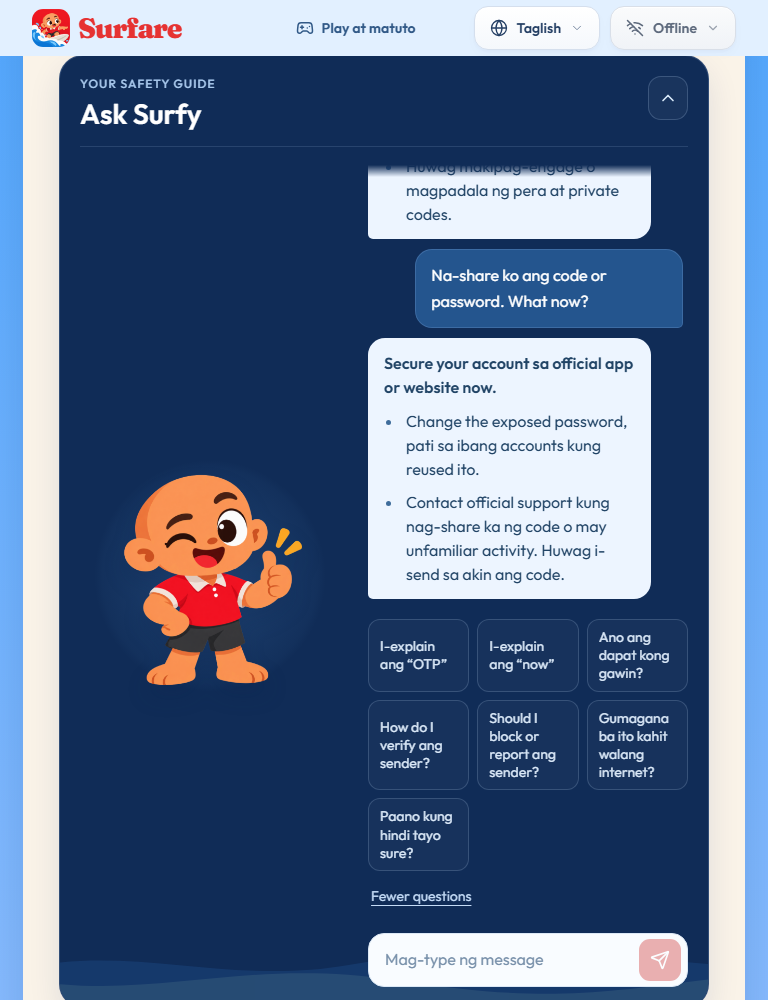 Surfare
Play at matuto
Taglish
Offline
YOUR SAFETY GUIDE
Ask Surfy
Huwag makipag-engage o
magpadala ng pera at private
codes.
Na-share ko ang code or
password. What now?
Secure your account sa official app
or website now.
Change the exposed password,
pati sa ibang accounts kung
reused ito.
Contact official support kung
nag-share ka ng code o may
unfamiliar activity. Huwag i-
send sa akin ang code.
I-explain
ang “OTP”
I-explain
ang “now”
Ano ang
dapat kong
gawin?
How do I
verify ang
sender?
Should I
block or
report ang
sender?
Gumagana
ba ito kahit
walang
internet?
Paano kung
hindi tayo
sure?
Fewer questions
Mag-type ng message